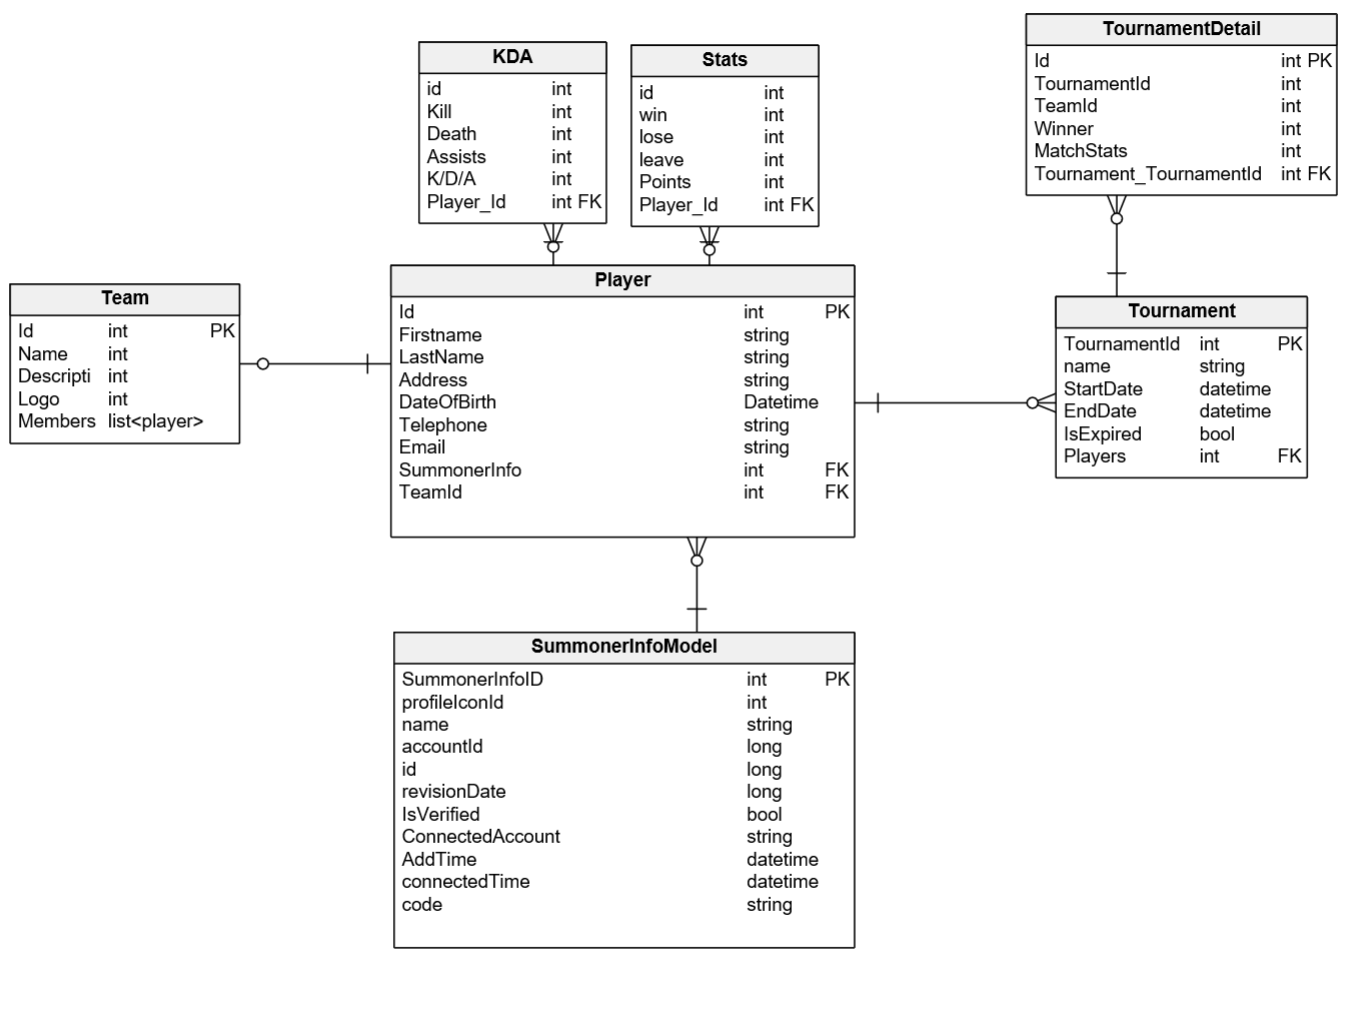 KDA
id int
Kill int
Death int
Assists int
K/D/A int
Player_Id int FK
Stats
id int
win int
lose int
leave int
Points int
Player_Id int FK
TournamentDetail
Id int PK
TournamentId int
TeamId int
Winner int
MatchStats int
Tournament_TournamentId int FK
Team
Id int PK
Name int
Descripti int
Logo int
Members list<player>
Player
Id int PK
Firstname string
LastName string
Address string
DateOfBirth Datetime
Telephone string
Email string
SummonerInfo int FK
TeamId int FK
Tournament
TournamentId int PK
name string
StartDate datetime
EndDate datetime
IsExpired bool
Players int FK
SummonerInfoModel
SummonerInfoID int PK
profileIconId int
name string
accountId long
id long
revisionDate long
IsVerified bool
ConnectedAccount string
AddTime datetime
connectedTime datetime
code string